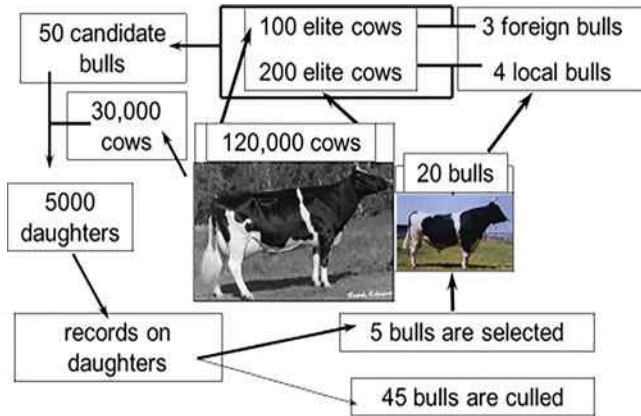 50 candidate
bulls
100 elite cows
200 elite cows
3 foreign bulls
4 local bulls
30,000
cows
120,000 cows
20 bulls
5000
daughters
records on
daughters
5 bulls are selected
45 bulls are culled